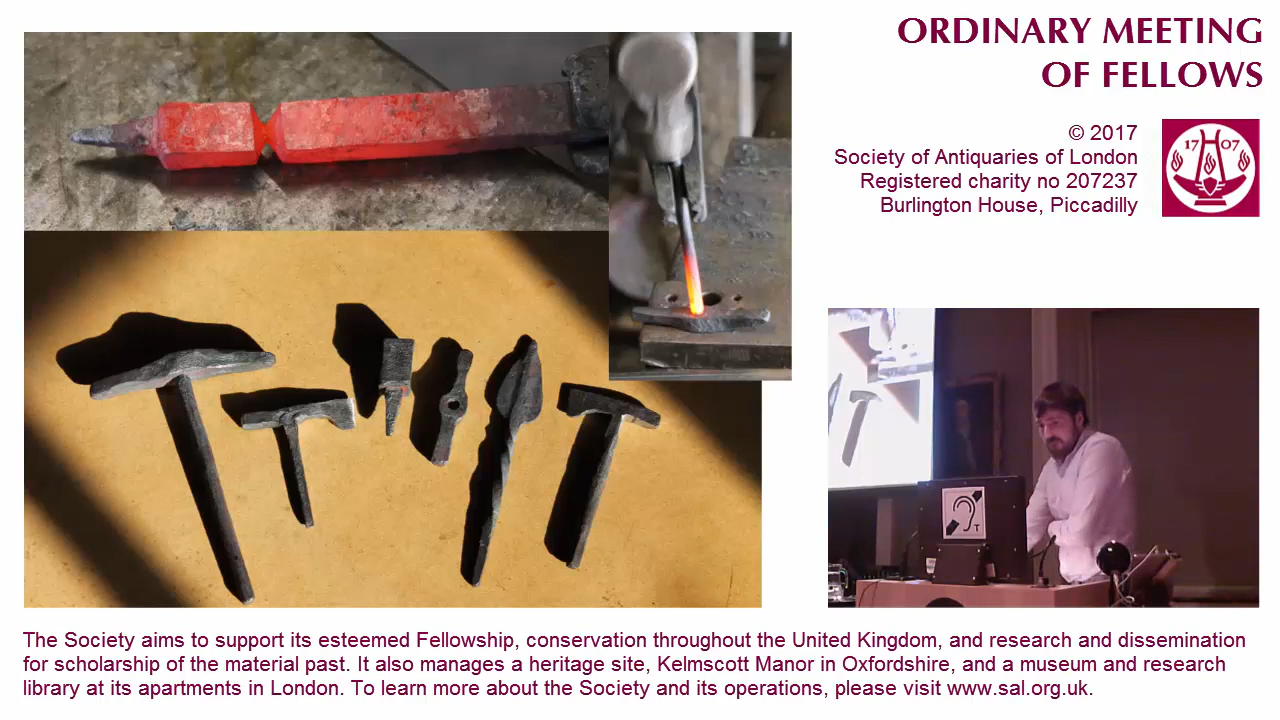 ORDINARY MEETING
OF FELLOWS
© 2017
Society of Antiquaries of London
Registered charity no 207237
Burlington House, Piccadilly
17 07
T
The Society aims to support its esteemed Fellowship, conservation throughout the United Kingdom, and research and dissemination
for scholarship of the material past. It also manages a heritage site, Kelmscott Manor in Oxfordshire, and a museum and research
library at its apartments in London. To learn more about the Society and its operations, please visit www.sal.org.uk.